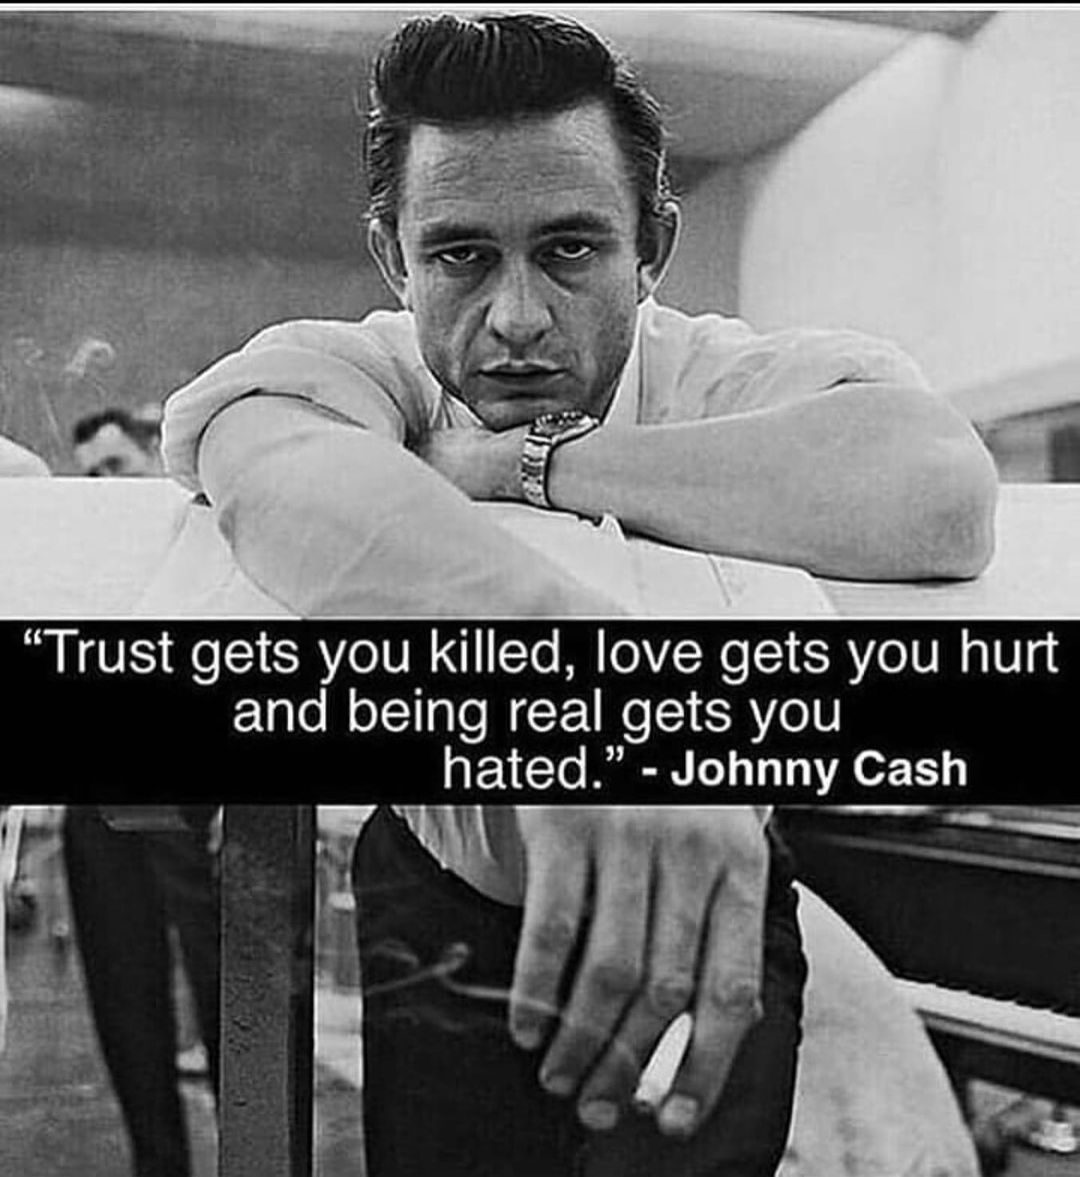 “Trust gets you killed, love gets you hurt
and being real gets you
hated.” - Johnny Cash